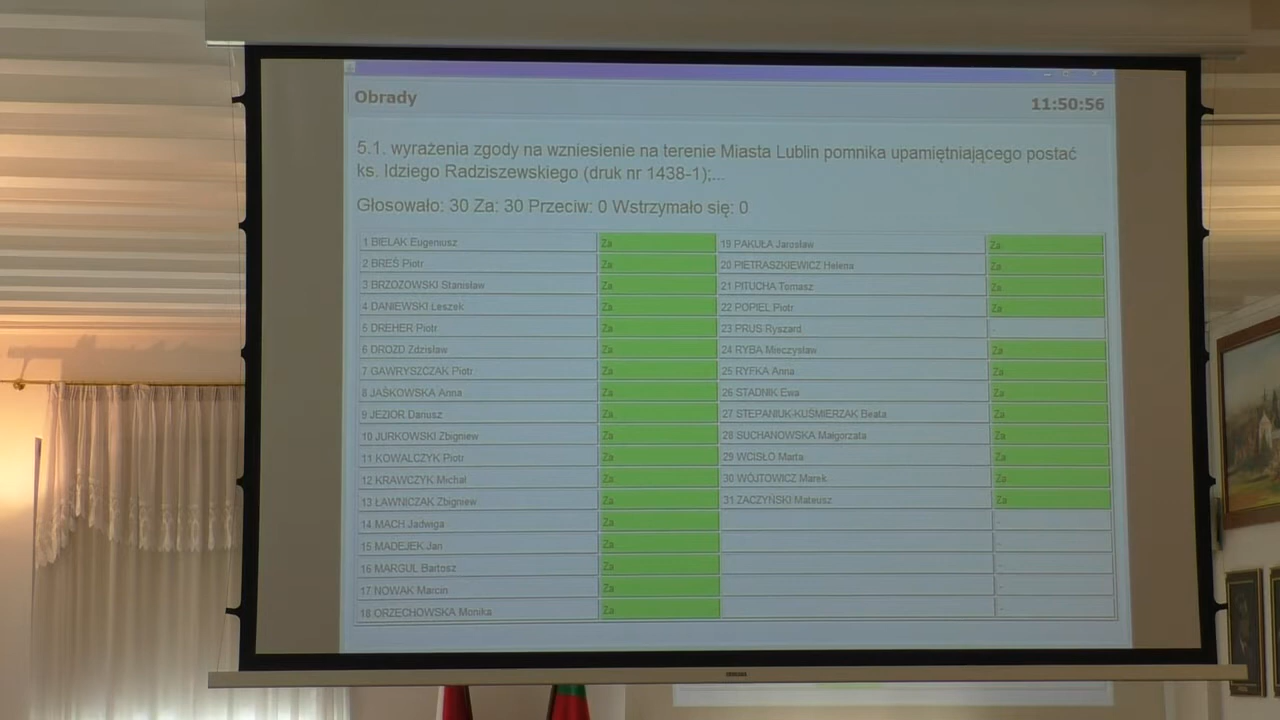 Obrady
11:50:56
5.1. wyrażenia zgody na wzniesienie na terenie Miasta Lublin pomnika upamiętniającego postać
ks. Idziego Radziszewskiego (druk nr 1438-1);...
Głosowało: 30 Za: 30 Przeciw: 0 Wstrzymało się: 0
1 BIELAK Eugeniusz Za 19 PAKUŁA Jarosław Za
2 BREŚ Piotr Za 20 PIETRASZKIEWICZ Helena Za
3 BRZOZOWSKI Stanisław Za 21 PITUCHA Tomasz Za
4 DANIEWSKI Leszek Za 22 POPIEL Piotr Za
5 DREHER Piotr Za 23 PRUS Ryszard -
6 DROZD Zdzisław Za 24 RYBA Mieczysław Za
7 GAWRYSZCZAK Piotr Za 25 RYFKA Anna Za
8 JAŚKOWSKA Anna Za 26 STADNIK Ewa Za
9 JEZIOR Dariusz Za 27 STEPANIUK-KUŚMIERZAK Beata Za
10 JURKOWSKI Zbigniew Za 28 SUCHANOWSKA Małgorzata Za
11 KOWALCZYK Piotr Za 29 WCISŁO Marta Za
12 KRAWCZYK Michał Za 30 WÓJTOWICZ Marek Za
13 ŁAWNICZAK Zbigniew Za 31 ZACZYŃSKI Mateusz Za
14 MACH Jadwiga Za -
15 MADEJEK Jan Za -
16 MARGUL Bartosz Za -
17 NOWAK Marcin Za -
18 ORZECHOWSKA Monika Za -